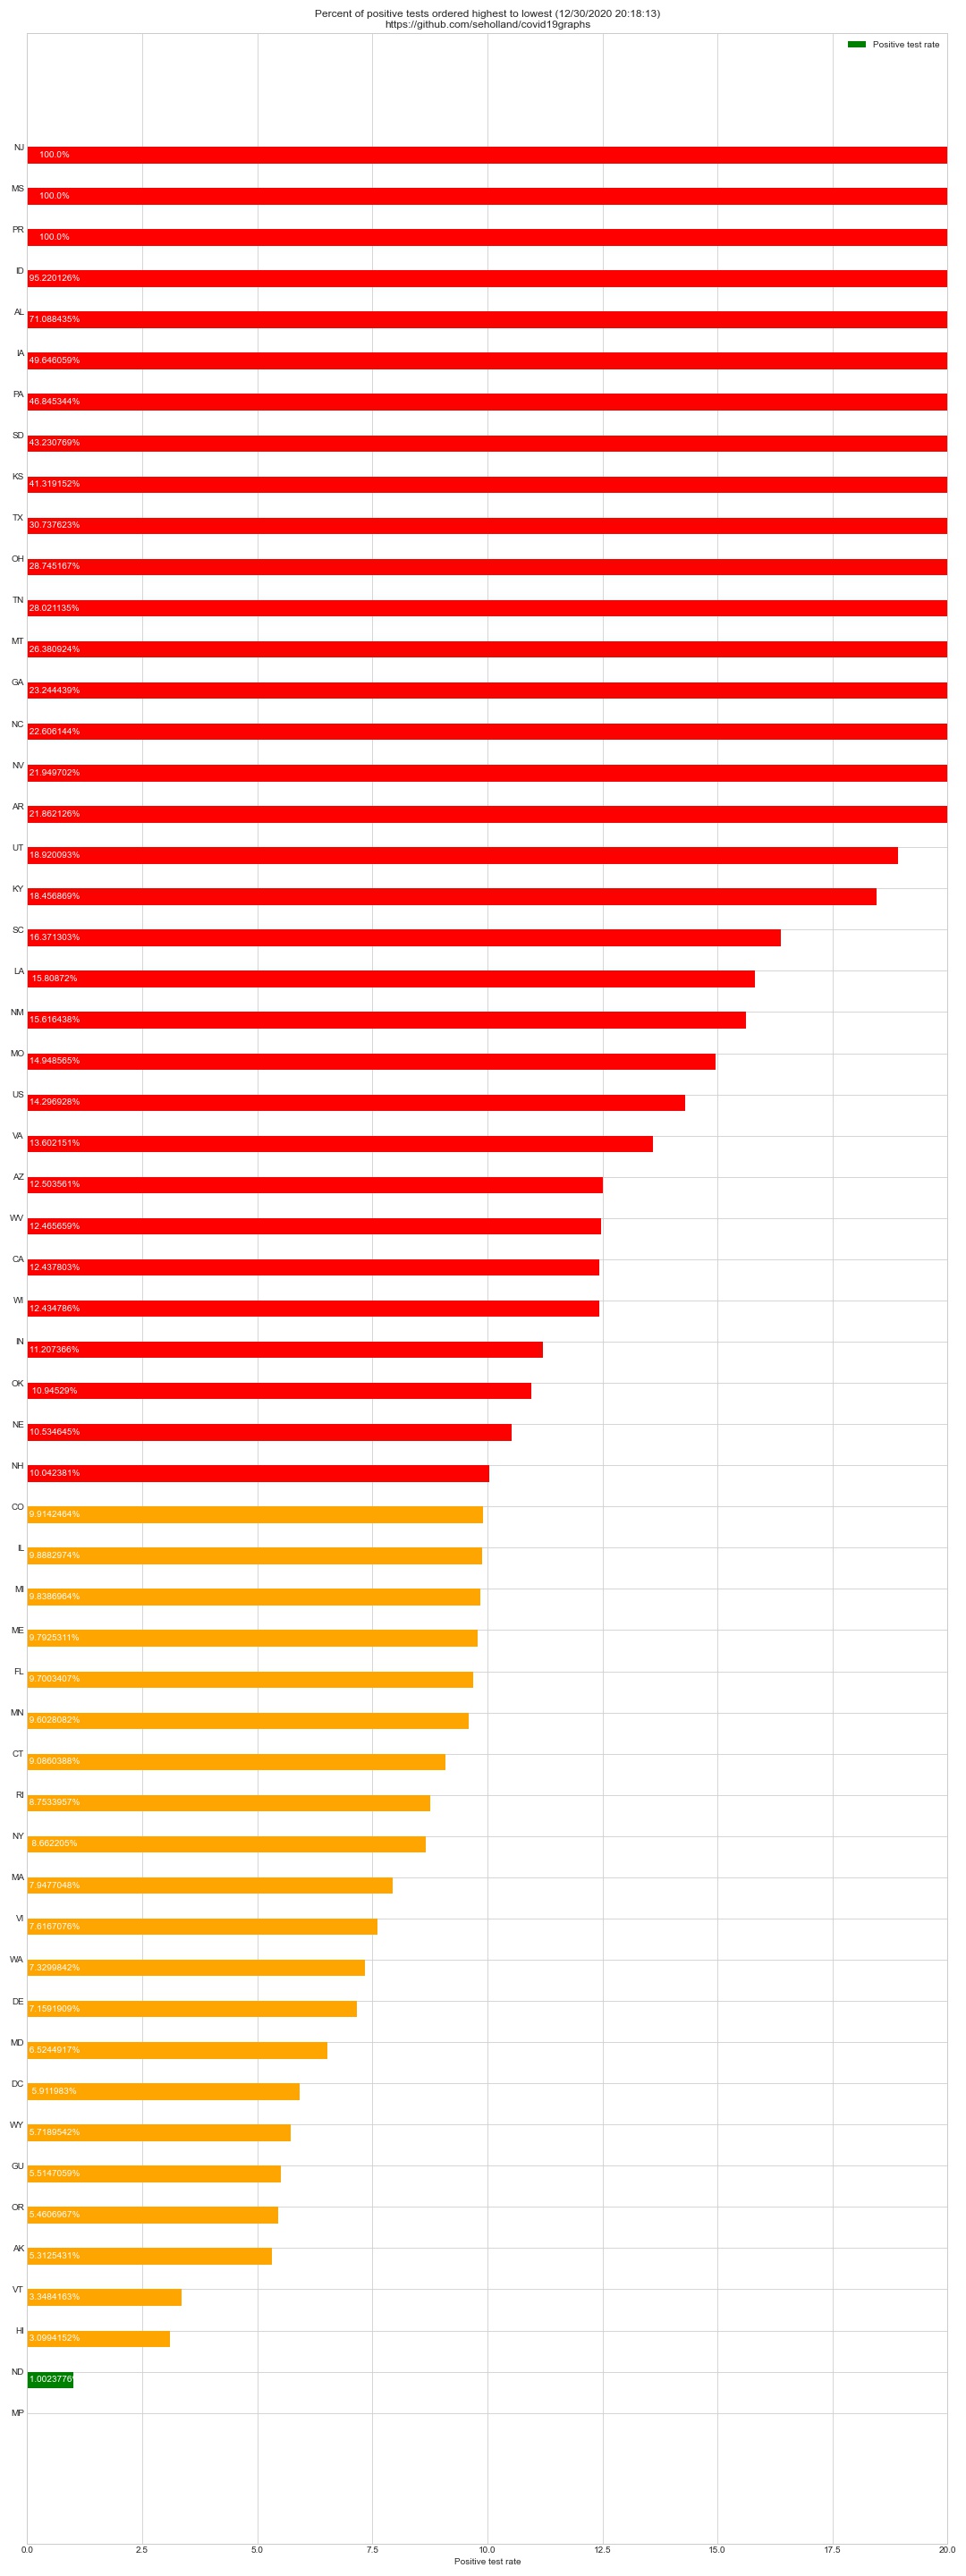 Percent of positive tests ordered highest to lowest (12/30/2020 20:18:13)
https://github.com/seholland/covid19graphs
Positive test rate
NJ 100.0%
MS 100.0%
PR 100.0%
ID 95.220126%
AL 71.088435%
IA 49.646059%
PA 46.845344%
SD 43.230769%
KS 41.319152%
TX 30.737623%
OH 28.745167%
TN 28.021135%
MT 26.380924%
GA 23.244439%
NC 22.606144%
NV 21.949702%
AR 21.862126%
UT 18.920093%
KY 18.456869%
SC 16.371303%
LA 15.80872%
NM 15.616438%
MO 14.948565%
US 14.296928%
VA 13.602151%
AZ 12.503561%
WV 12.465659%
CA 12.437803%
WI 12.434786%
IN 11.207366%
OK 10.94529%
NE 10.534645%
NH 10.042381%
CO 9.9142464%
IL 9.8882974%
MI 9.8386964%
ME 9.7925311%
FL 9.7003407%
MN 9.6028082%
CT 9.0860388%
RI 8.7533957%
NY 8.662205%
MA 7.9477048%
VI 7.6167076%
WA 7.3299842%
DE 7.1591909%
MD 6.5244917%
DC 5.911983%
WY 5.7189542%
GU 5.5147059%
OR 5.4606967%
AK 5.3125431%
VT 3.3484163%
HI 3.0994152%
ND 1.0023776%
MP
0.0 2.5 5.0 7.5 10.0 12.5 15.0 17.5 20.0
Positive test rate